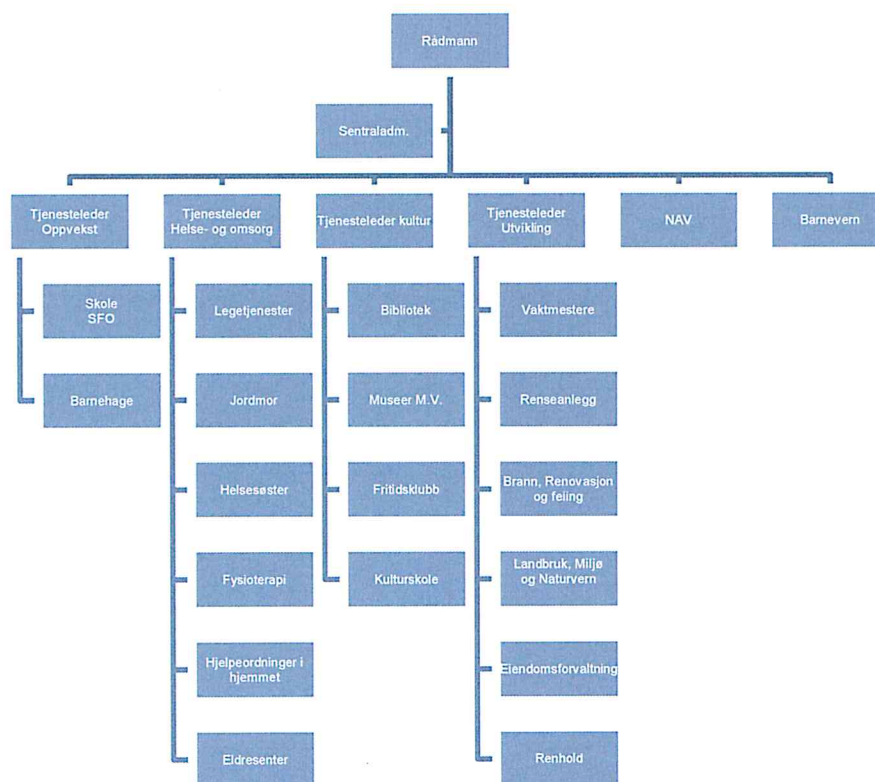 Rådmann
Sentraladm.
Tjenesteleder
Oppvekst
Tjenesteleder
Helse- og omsorg
Tjenesteleder kultur
Tjenesteleder
Utvikling
NAV
Barnevern
Skole
SFO
Barnehage
Legetjenester
Jordmor
Helsesøster
Fysioterapi
Hjelpeordninger i
hjemmet
Eldresenter
Bibliotek
Museer M.V.
Fritidsklubb
Kulturskole
Vaktmestere
Renseanlegg
Brann, Renovasjon
og feiing
Landbruk, Miljø
og Naturvern
Eiendomsforvaltning
Renhold